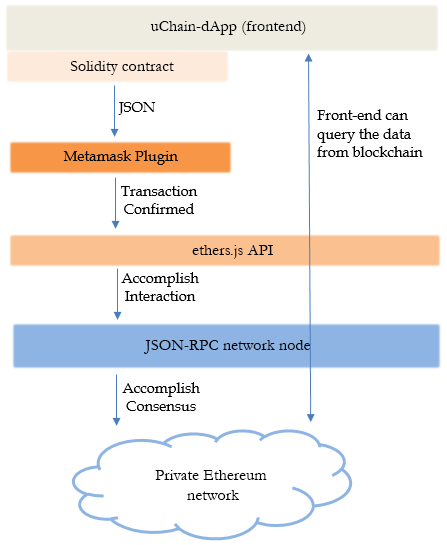 uChain-dApp (frontend)
Solidity contract
JSON
Front-end can
query the data
from blockchain
Metamask Plugin
Transaction
Confirmed
ethers.js API
Accomplish
Interaction
JSON-RPC network node
Accomplish
Consensus
Private Ethereum
network